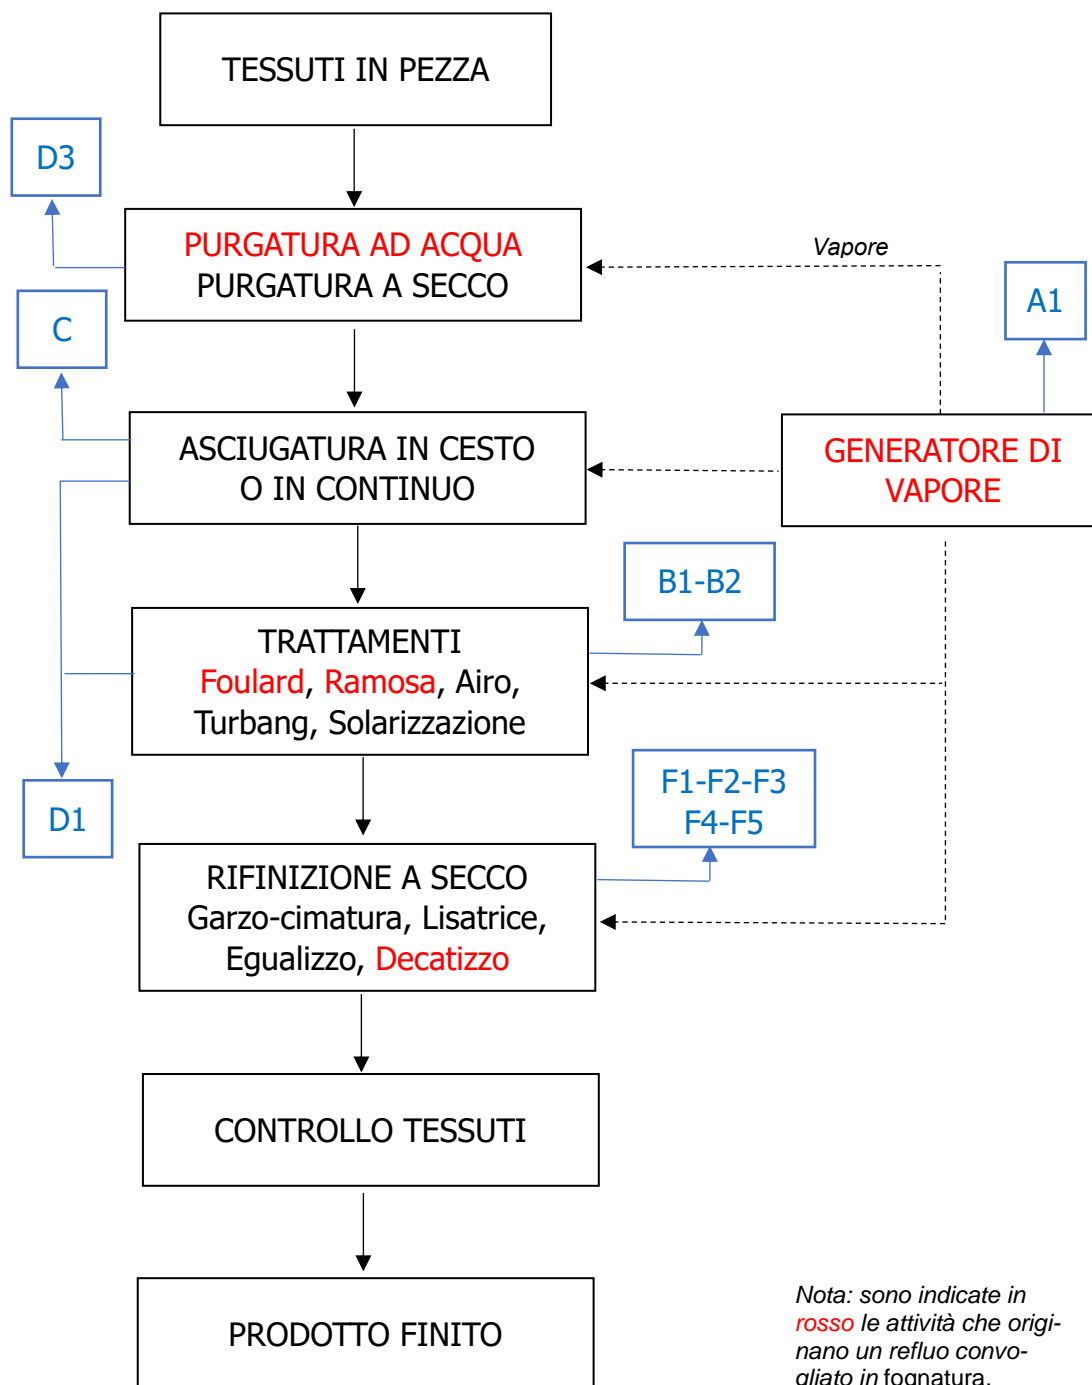 TESSUTI IN PEZZA
D3
PURGATURA AD ACQUA
PURGATURA A SECCO
Vapore
A1
C
ASCIUGATURA IN CESTO
O IN CONTINUO
GENERATORE DI
VAPORE
B1-B2
TRATTAMENTI
Foulard, Ramosa, Airo,
Turbang, Solarizzazione
D1
F1-F2-F3
F4-F5
RIFINIZIONE A SECCO
Garzo-cimatura, Lisatrice,
Egualizzo, Decatizzo
CONTROLLO TESSUTI
PRODOTTO FINITO
Nota: sono indicate in
rosso le attività che origi-
nano un refluo convo-
gliato in fognatura.